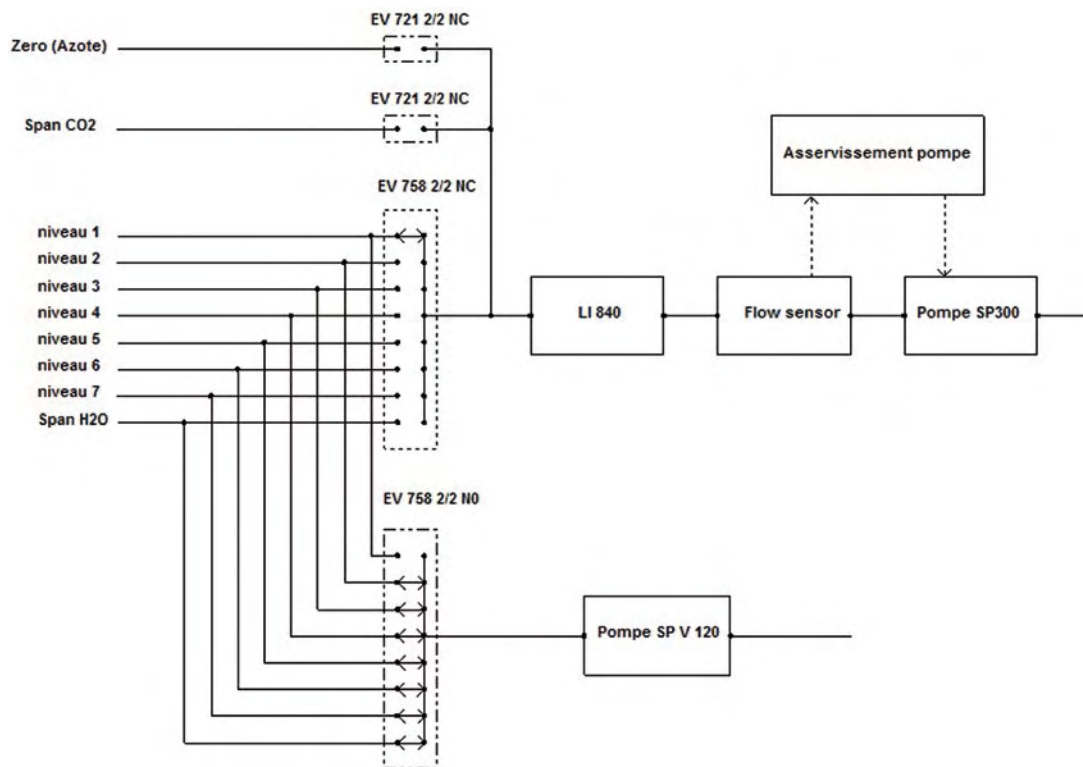 EV 721 2/2 NC
Zero (Azote)
EV 721 2/2 NC
Span CO2
Asservissement pompe
EV 758 2/2 NC
niveau 1
niveau 2
niveau 3
niveau 4
niveau 5
niveau 6
niveau 7
Span H2O
LI 840
Flow sensor
Pompe SP300
EV 758 2/2 N0
Pompe SP V 120